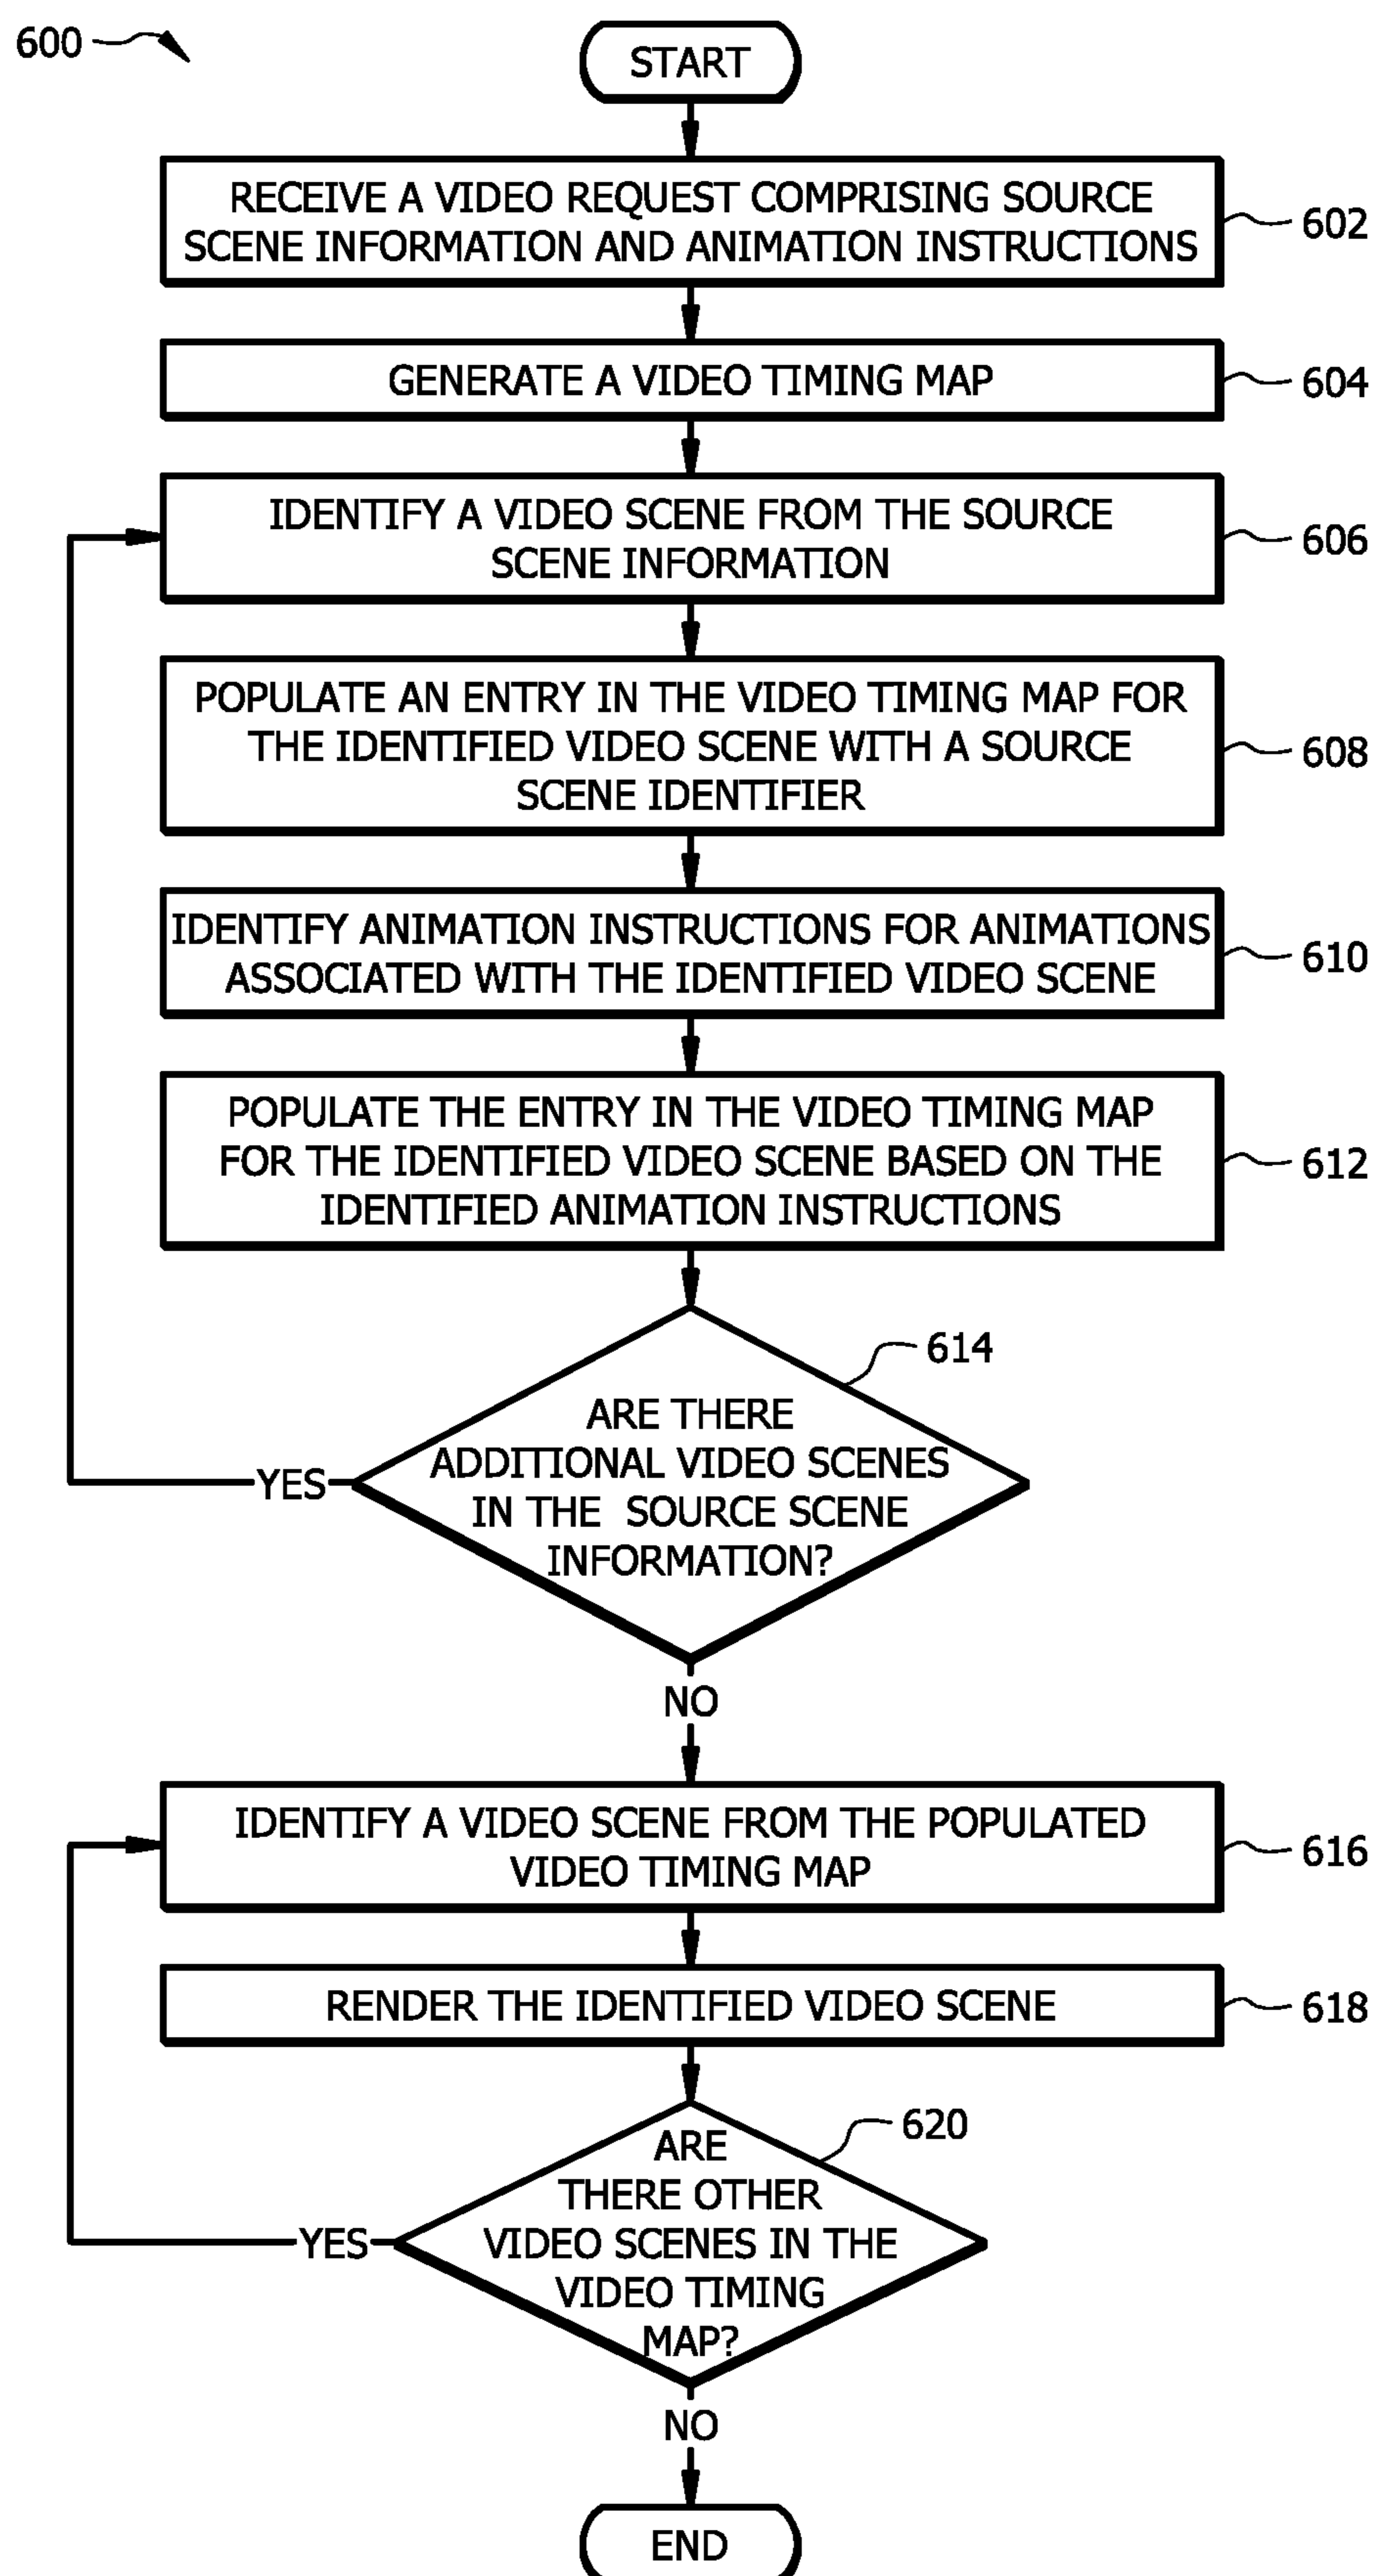 600
START
RECEIVE A VIDEO REQUEST COMPRISING SOURCE
SCENE INFORMATION AND ANIMATION INSTRUCTIONS
602
GENERATE A VIDEO TIMING MAP
604
IDENTIFY A VIDEO SCENE FROM THE SOURCE
SCENE INFORMATION
606
POPULATE AN ENTRY IN THE VIDEO TIMING MAP FOR
THE IDENTIFIED VIDEO SCENE WITH A SOURCE
SCENE IDENTIFIER
608
IDENTIFY ANIMATION INSTRUCTIONS FOR ANIMATIONS
ASSOCIATED WITH THE IDENTIFIED VIDEO SCENE
610
POPULATE THE ENTRY IN THE VIDEO TIMING MAP
FOR THE IDENTIFIED VIDEO SCENE BASED ON THE
IDENTIFIED ANIMATION INSTRUCTIONS
612
614
ARE THERE
ADDITIONAL VIDEO SCENES
IN THE SOURCE SCENE
INFORMATION?
YES
NO
IDENTIFY A VIDEO SCENE FROM THE POPULATED
VIDEO TIMING MAP
616
RENDER THE IDENTIFIED VIDEO SCENE
618
620
ARE
THERE OTHER
VIDEO SCENES IN THE
VIDEO TIMING
MAP?
YES
NO
END